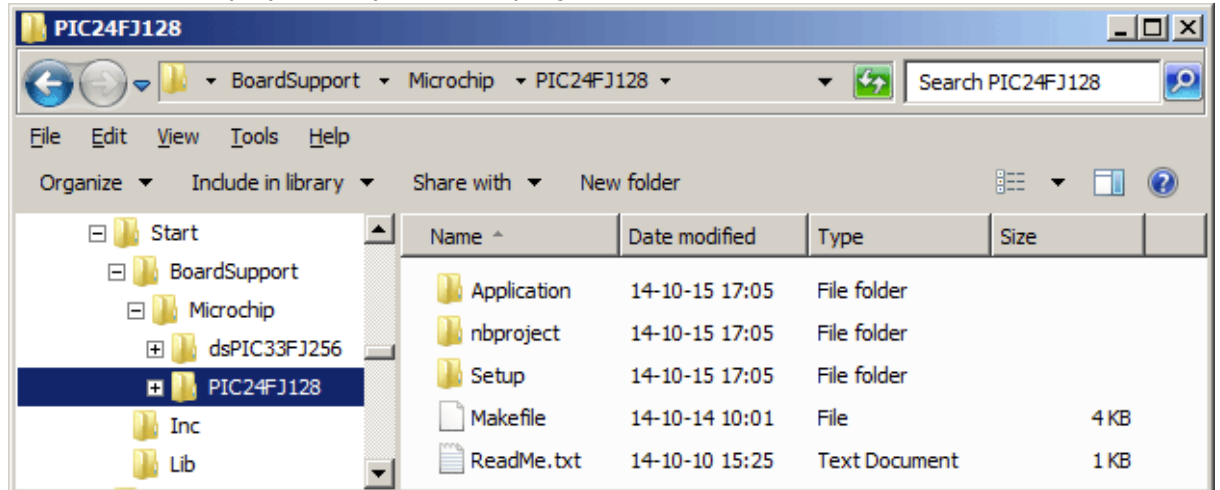 PIC24FJ128
BoardSupport Microchip PIC24FJ128 Search PIC24FJ128
File Edit View Tools Help
Organize Include in library Share with New folder
Start
BoardSupport
Microchip
dsPIC33FJ256
PIC24FJ128
Inc
Lib
Name Date modified Type Size
Application 14-10-15 17:05 File folder
nbproject 14-10-15 17:05 File folder
Setup 14-10-15 17:05 File folder
Makefile 14-10-14 10:01 File 4 KB
ReadMe.txt 14-10-10 15:25 Text Document 1 KB